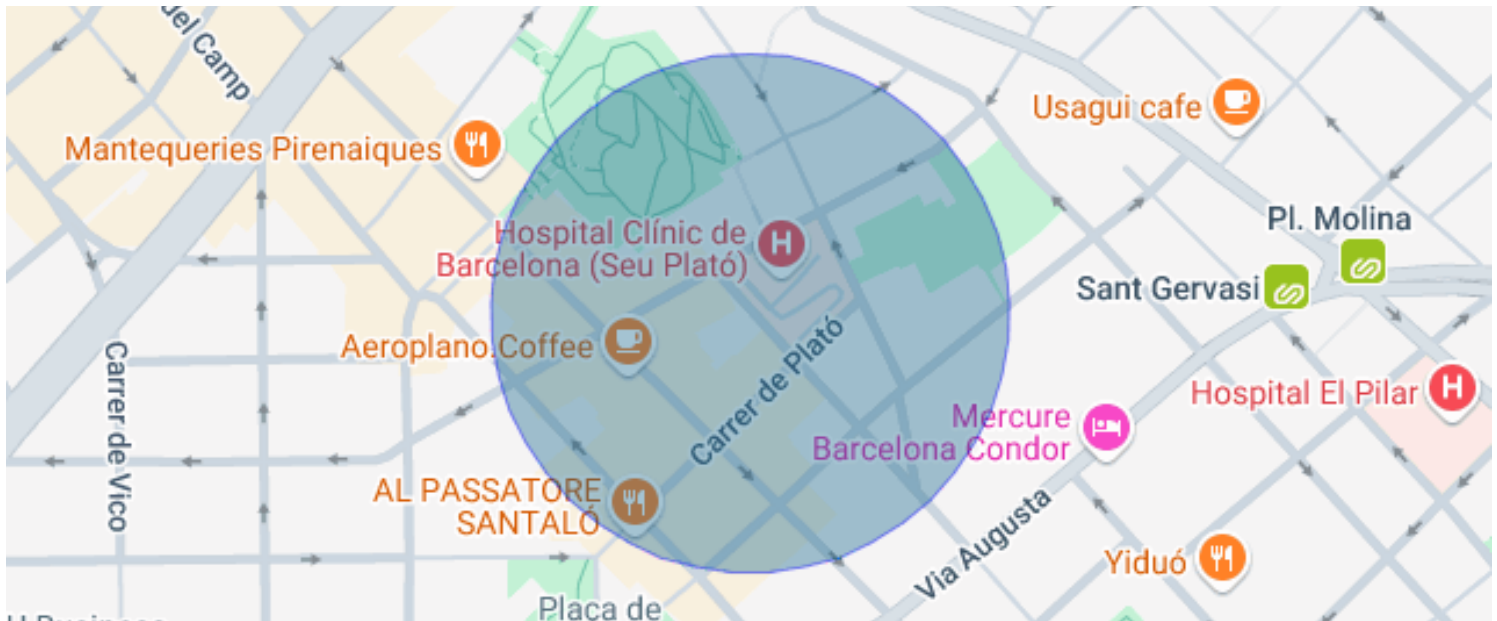 del Camp
Mantequeries Pirenaiques
Usagui cafe
Pl. Molina
Hospital Clínic de
Barcelona (Seu Plató)
Sant Gervasi
Aeroplano.Coffee
Carrer de Plató
Carrer de Vico
Hospital El Pilar
Mercure
Barcelona Condor
AL PASSATORE
SANTALÓ
Via Augusta
Yiduó
Plaça de